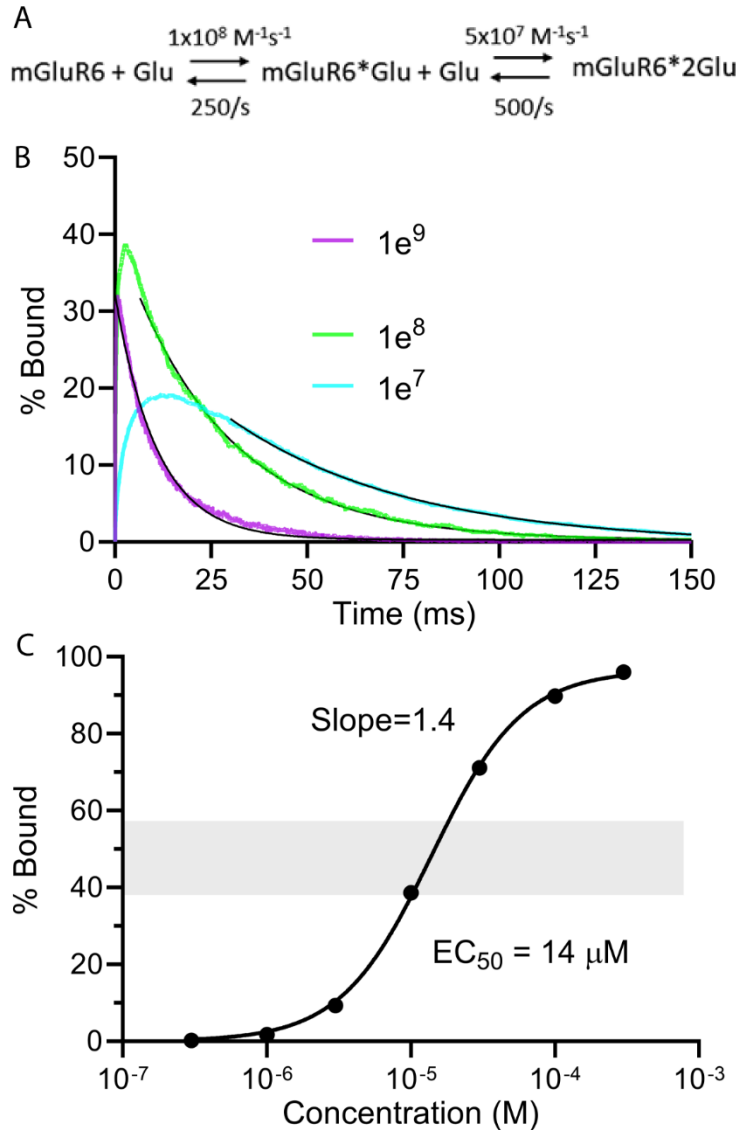 A
1x10⁸ M⁻¹s⁻¹ 5x10⁷ M⁻¹s⁻¹
mGluR6 + Glu mGluR6*Glu + Glu mGluR6*2Glu
250/s 500/s
B
50
40
30
20
10
0
% Bound
1e⁹
1e⁸
1e⁷
0 25 50 75 100 125 150
Time (ms)
C
100
80
60
40
20
0
% Bound
Slope=1.4
EC₅₀ = 14 μM
10⁻⁷ 10⁻⁶ 10⁻⁵ 10⁻⁴ 10⁻³
Concentration (M)